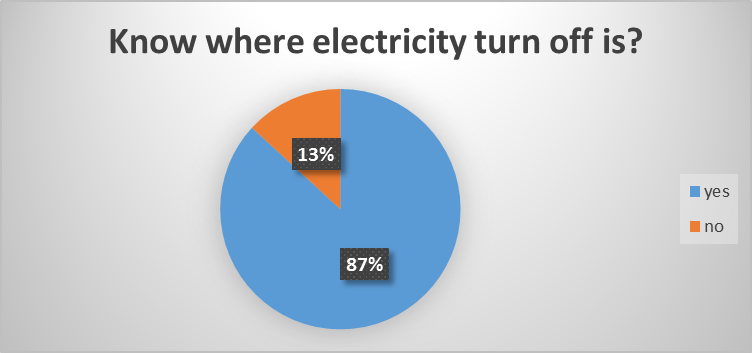 Know where electricity turn off is?
13%
87%
yes
no